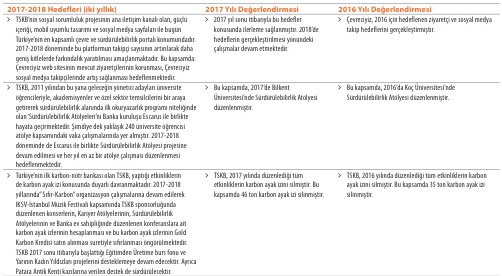 2017-2018 Hedefleri (iki yıllık)
TSKB'nin sosyal sorumluluk projesinin ana iletişim kanalı olan, güçlü
içeriği, mobil uyumlu tasarımı ve sosyal medya sayfaları ile bugün
Türkiye'nin en kapsamlı çevre ve sürdürülebilirlik portalı konumundadır.
2017-2018 döneminde bu platformun takipçi sayısının artırılarak daha
geniş kitlelerde farkındalık yaratılması amaçlanmaktadır. Bu kapsamda:
Çevreciyiz web sitesinin mevcut ziyaretçilerinin korunması, Çevreciyiz
sosyal medya takipçilerinde artış sağlanması hedeflenmektedir.
2017 Yılı Değerlendirmesi
2017 yıl sonu itibarıyla bu hedefler
konusunda ilerleme sağlanmıştır. 2018'de
hedeflerin gerçekleştirilmesi yönündeki
çalışmalar devam etmektedir.
2016 Yılı Değerlendirmesi
Çevreciyiz, 2016 için hedeflenen ziyaretçi ve sosyal medya
takip hedeflerini gerçekleştirmiştir.
TSKB, 2011 yılından bu yana geleceğin yönetici adayları üniversite
öğrencileriyle, akademisyenler ve özel sektör temsilcilerini bir araya
getirerek sürdürülebilirlik alanında ilk okuryazarlık programı niteliğinde
olan 'Sürdürülebilirlik Atölyeleri'ni Banka kuruluşu Escarus ile birlikte
hayata geçirmektedir. Şimdiye dek yaklaşık 240 üniversite öğrencisi
atölye kapsamındaki vaka çalışmalarında yer almıştır. 2017-2018
döneminde de Escarus ile birlikte Sürdürülebilirlik Atölyesi projesine
devam edilmesi ve her yıl en az bir atölye çalışması düzenlenmesi
hedeflenmektedir.
Bu kapsamda, 2017'de Bilkent
Üniversitesi'nde Sürdürülebilirlik Atölyesi
düzenlenmiştir.
Bu kapsamda, 2016'da Koç Üniversitesi'nde
Sürdürülebilirlik Atölyesi düzenlenmiştir.
Türkiye'nin ilk karbon-nötr bankası olan TSKB, yaptığı etkinliklerin
de karbon ayak izi konusunda duyarlı davranmaktadır. 2017-2018
yıllarında "Sıfır-Karbon" organizasyon çalışmalarına devam edilerek
İKSV-İstanbul Müzik Festivali kapsamında TSKB sponsorluğunda
düzenlenen konserlerin, Kariyer Atölyelerinin, Sürdürülebilirlik
Atölyelerinin ve Banka ev sahipliğinde düzenlenen konferanslara ait
karbon ayak izlerinin hesaplanması ve bu karbon ayak izlerinin Gold
Karbon Kredisi satın alınması suretiyle sıfırlanması öngörülmektedir.
TSKB 2017 sonu itibarıyla başlattığı Eğitimden Üretime burs fonu ve
Yarının Kadın Yıldızları projelerini desteklemeye devam edecektir. Ayrıca
Patara Antik Kenti kazılarına verilen destek de sürdürülecektir.
TSKB, 2017 yılında düzenlediği tüm
etkinliklerin karbon ayak izini silmiştir. Bu
kapsamda 46 ton karbon ayak izi silinmiştir.
TSKB, 2016 yılında düzenlediği tüm etkinliklerin karbon
ayak izini silmiştir. Bu kapsamda 35 ton karbon ayak izi
silinmiştir.